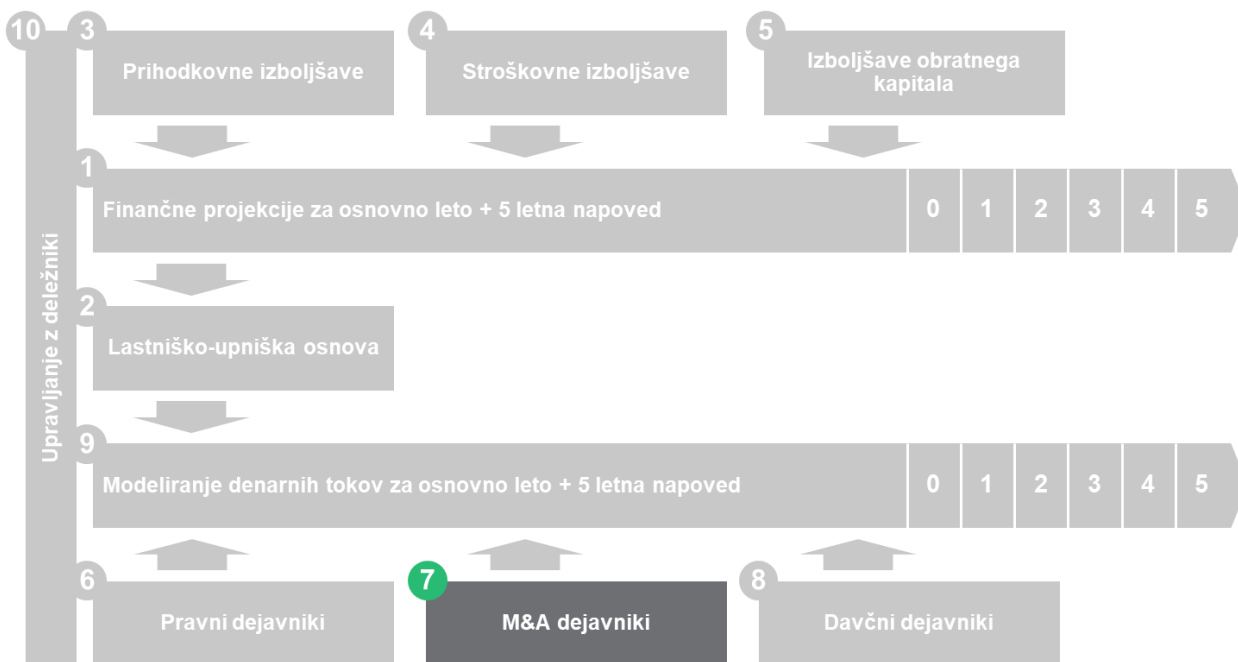 10
3
Prihodkovne izboljšave
4
Stroškovne izboljšave
5
Izboljšave obratnega
kapitala
1
Finančne projekcije za osnovno leto + 5 letna napoved
0 1 2 3 4 5
Upravljanje z deležniki
2
Lastniško-upniška osnova
9
Modeliranje denarnih tokov za osnovno leto + 5 letna napoved
0 1 2 3 4 5
6
Pravni dejavniki
7
M&A dejavniki
8
Davčni dejavniki